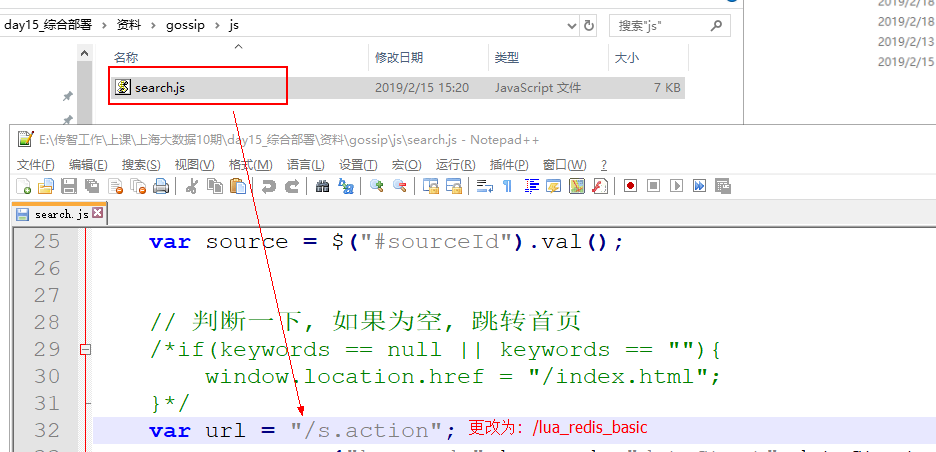 day15_综合部署 > 资料 > gossip > js
搜索"js"
名称 修改日期 类型 大小
search.js 2019/2/15 15:20 JavaScript 文件 7 KB
2019/2/18
2019/2/18
2019/2/13
2019/2/15
E:\传智工作\上课\上海大数据10期\day15_综合部署\资料\gossip\js\search.js - Notepad++
文件(F) 编辑(E) 搜索(S) 视图(V) 格式(M) 语言(L) 设置(T) 宏(O) 运行(R) 插件(P) 窗口(W) ?
search.js
25 var source = $("#sourceId").val();
26
27
28 // 判断一下, 如果为空, 跳转首页
29 /*if(keywords == null || keywords == ""){
30 window.location.href = "/index.html";
31 }*/
32 var url = "/s.action"; 更改为：/lua_redis_basic